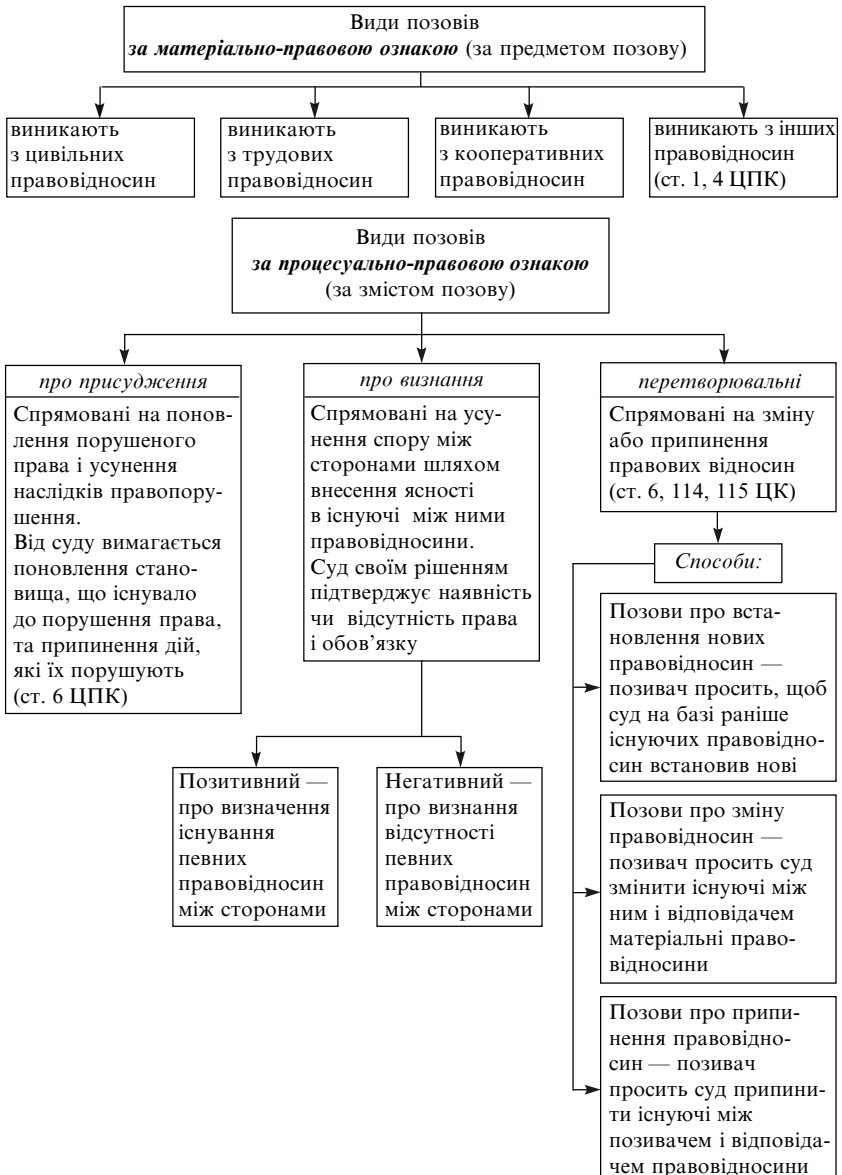 Види позовів
за матеріально-правовою ознакою (за предметом позову)
виникають
з цивільних
правовідносин
виникають
з трудових
правовідносин
виникають
з кооперативних
правовідносин
виникають з інших
правовідносин
(ст. 1, 4 ЦПК)
Види позовів
за процесуально-правовою ознакою
(за змістом позову)
про присудження
Спрямовані на понов-
лення порушеного
права і усунення
наслідків правопору-
шення.
Від суду вимагається
поновлення стано-
вища, що існувало
до порушення права,
та припинення дій,
які їх порушують
(ст. 6 ЦПК)
про визнання
Спрямовані на усу-
нення спору між
сторонами шляхом
внесення ясності
в існуючі між ними
правовідносини.
Суд своїм рішенням
підтверджує наявність
чи відсутність права
і обов’язку
Позитивний —
про визначення
існування
певних
правовідносин
між сторонами
Негативний —
про визнання
відсутності
певних
правовідносин
між сторонами
перетворювальні
Спрямовані на зміну
або припинення
правових відносин
(ст. 6, 114, 115 ЦК)
Способи:
Позови про вста-
новлення нових
правовідносин —
позивач просить, щоб
суд на базі раніше
існуючих правовідно-
син встановив нові
Позови про зміну
правовідносин —
позивач просить суд
змінити існуючі між
ним і відповідачем
матеріальні право-
відносини
Позови про припи-
нення правовідно-
син — позивач
просить суд припини-
ти існуючі між
позивачем і відповіда-
чем правовідносини